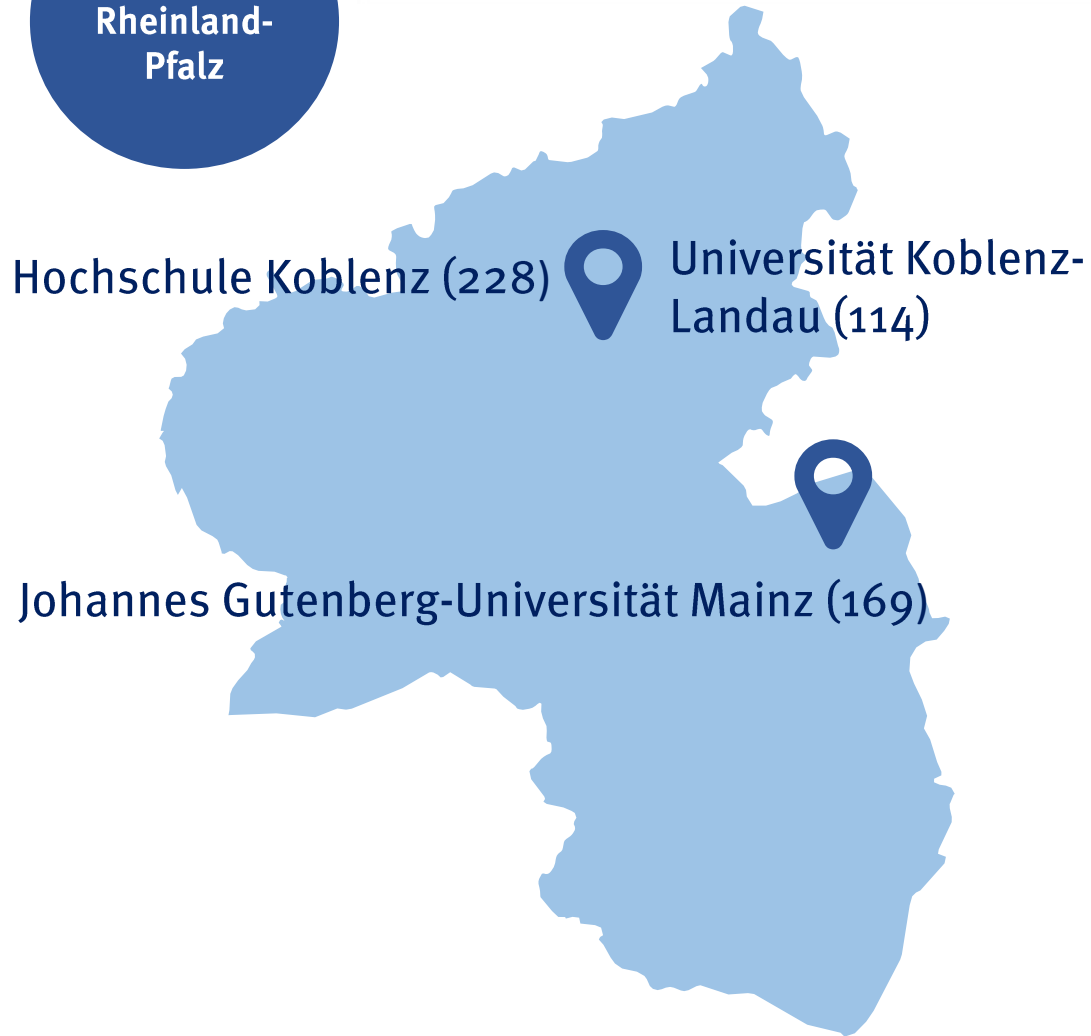 Rheinland-
Pfalz
Hochschule Koblenz (228)
Universität Koblenz-
Landau (114)
Johannes Gutenberg-Universität Mainz (169)